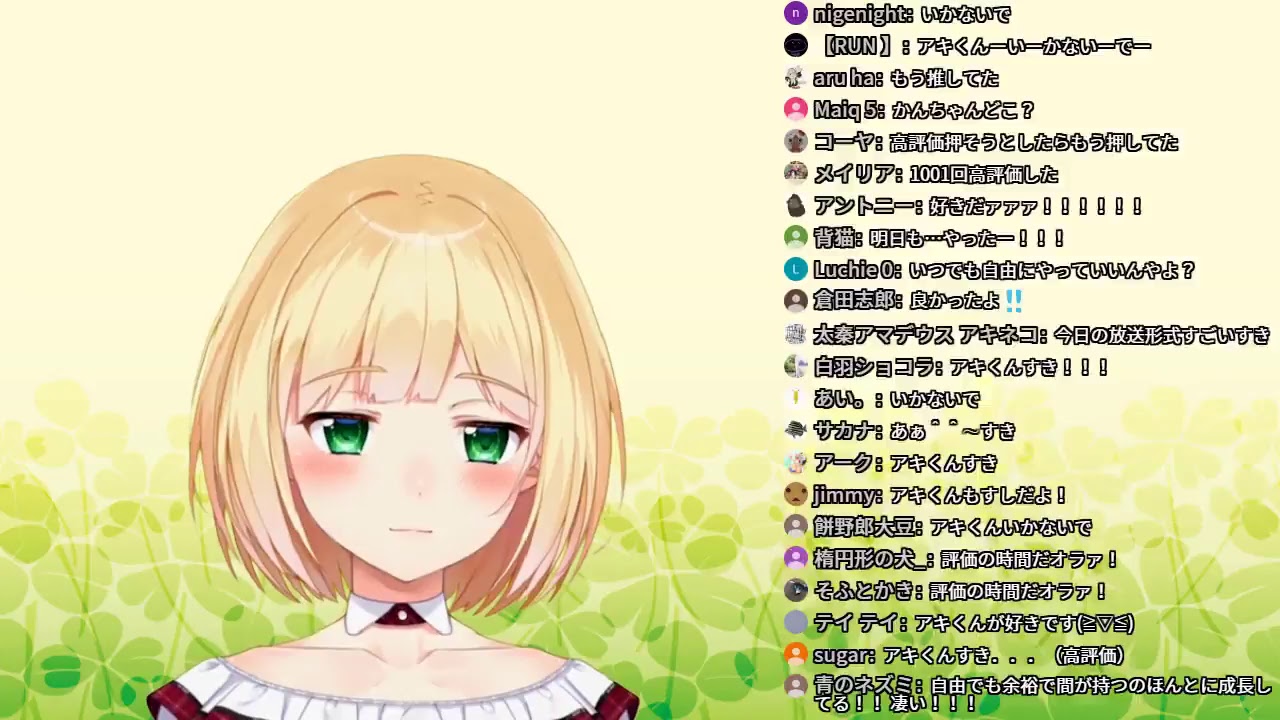 n
nigenight: いかないで
【RUN】: アキくんーいーかないーでー
aru ha: もう推してた
Maiq 5: かんちゃんどこ？
コーヤ: 高評価押そうとしたらもう押してた
メイリア: 1001回高評価した
アントニー: 好きだァァァ！！！！！！
背猫: 明日も…やったー！！！
L
Luchie 0: いつでも自由にやっていいんやよ？
倉田志郎: 良かったよ‼️
太秦アマデウス アキネコ: 今日の放送形式すごいすき
白羽ショコラ: アキくんすき！！！
あい。: いかないで
サカナ: あぁ＾＾～すき
アーク: アキくんすき
jimmy: アキくんもすしだよ！
餅野郎大豆: アキくんいかないで
楕円形の犬_: 評価の時間だオラァ！
そふとかき: 評価の時間だオラァ！
テイ テイ: アキくんが好きです(≧▽≦)
sugar: アキくんすき．．．（高評価）
青のネズミ: 自由でも余裕で間が持つのほんとに成長し
てる！！凄い！！！